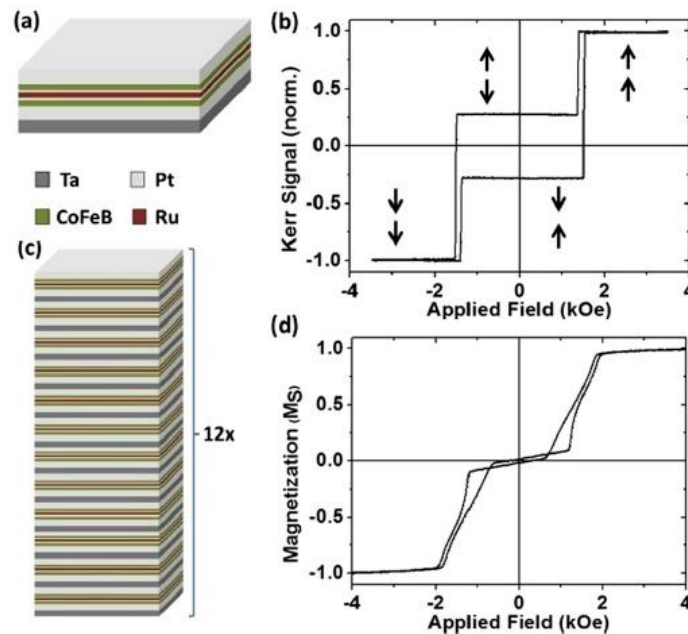 (a)
Ta
Pt
CoFeB
Ru
(b)
Kerr Signal (norm.)
1.0
0.5
0.0
-0.5
-1.0
-4 -2 0 2 4
Applied Field (kOe)
(c)
12x
(d)
Magnetization (MS)
1.0
0.5
0.0
-0.5
-1.0
-4 -2 0 2 4
Applied Field (kOe)